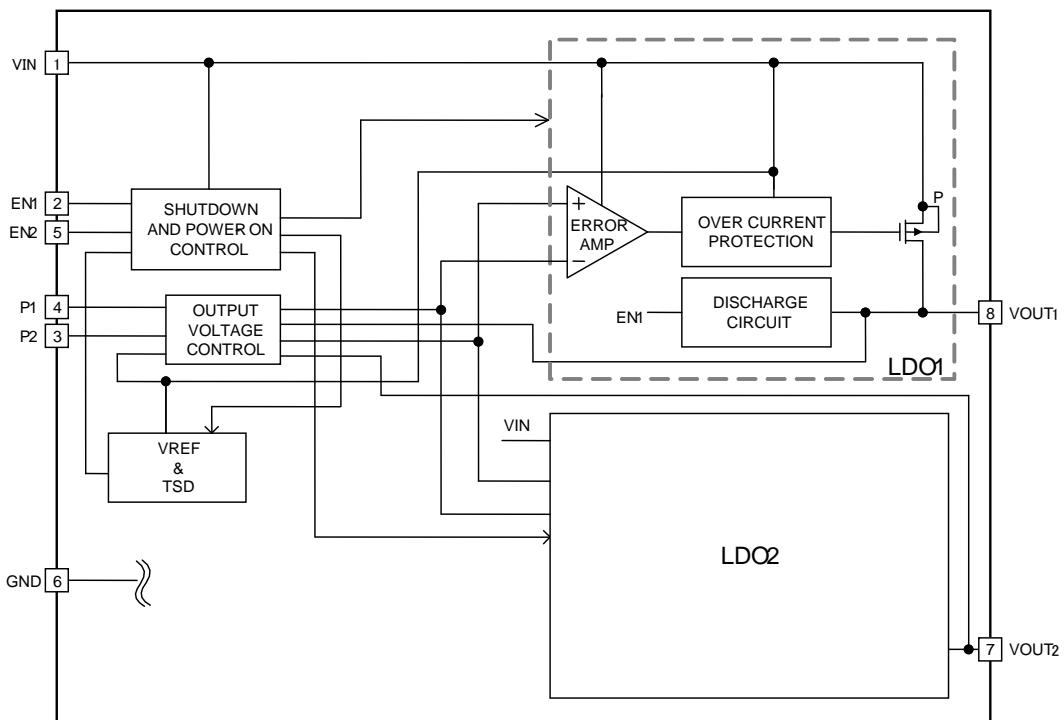 VIN 1
EN1 2
EN2 5
SHUTDOWN
AND POWER ON
CONTROL
P1 4
P2 3
OUTPUT
VOLTAGE
CONTROL
VREF
&
TSD
GND 6
+
ERROR
AMP
−
OVER CURRENT
PROTECTION
P
EN1
DISCHARGE
CIRCUIT
LDO1
8 VOUT1
VIN
LDO2
7 VOUT2